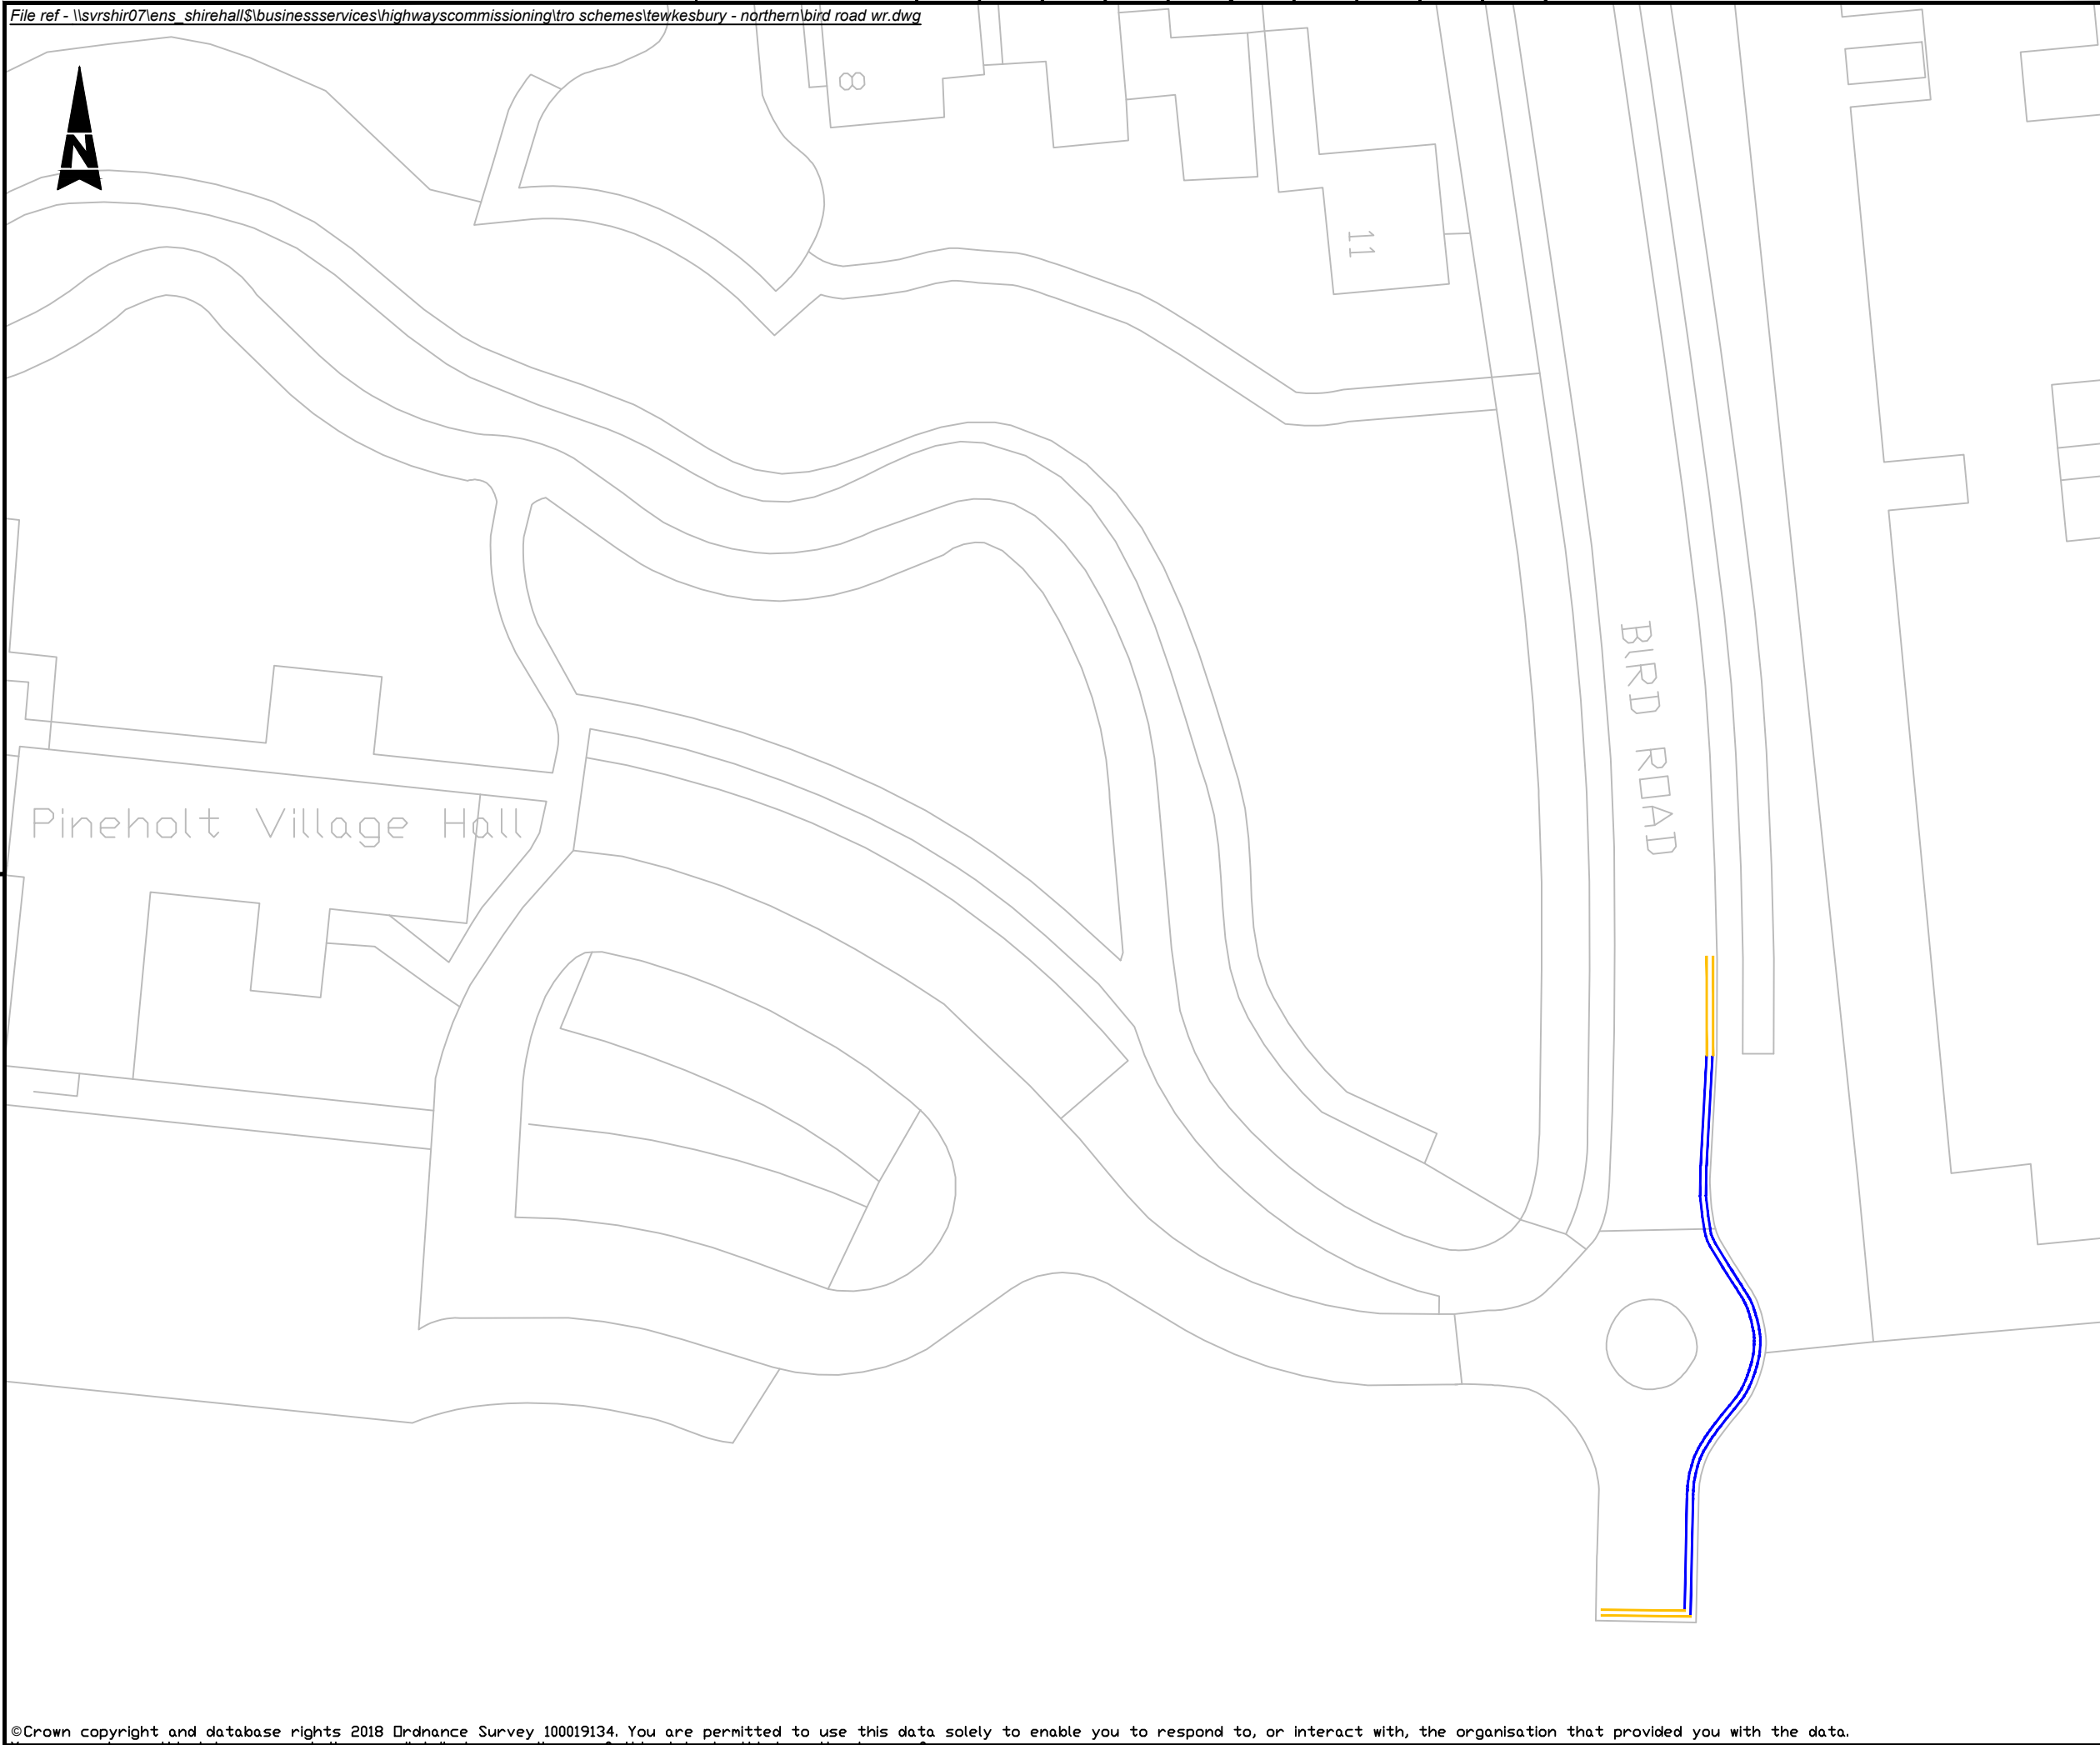 File ref - \\svrshir07\ens_shirehall$\businessservices\highwayscommissioning\tro schemes\tewkesbury - northern\bird road wr.dwg
N
8
11
BIRD ROAD
Pineholt Village Hall
©Crown copyright and database rights 2018 Ordnance Survey 100019134. You are permitted to use this data solely to enable you to respond to, or interact with, the organisation that provided you with the data.